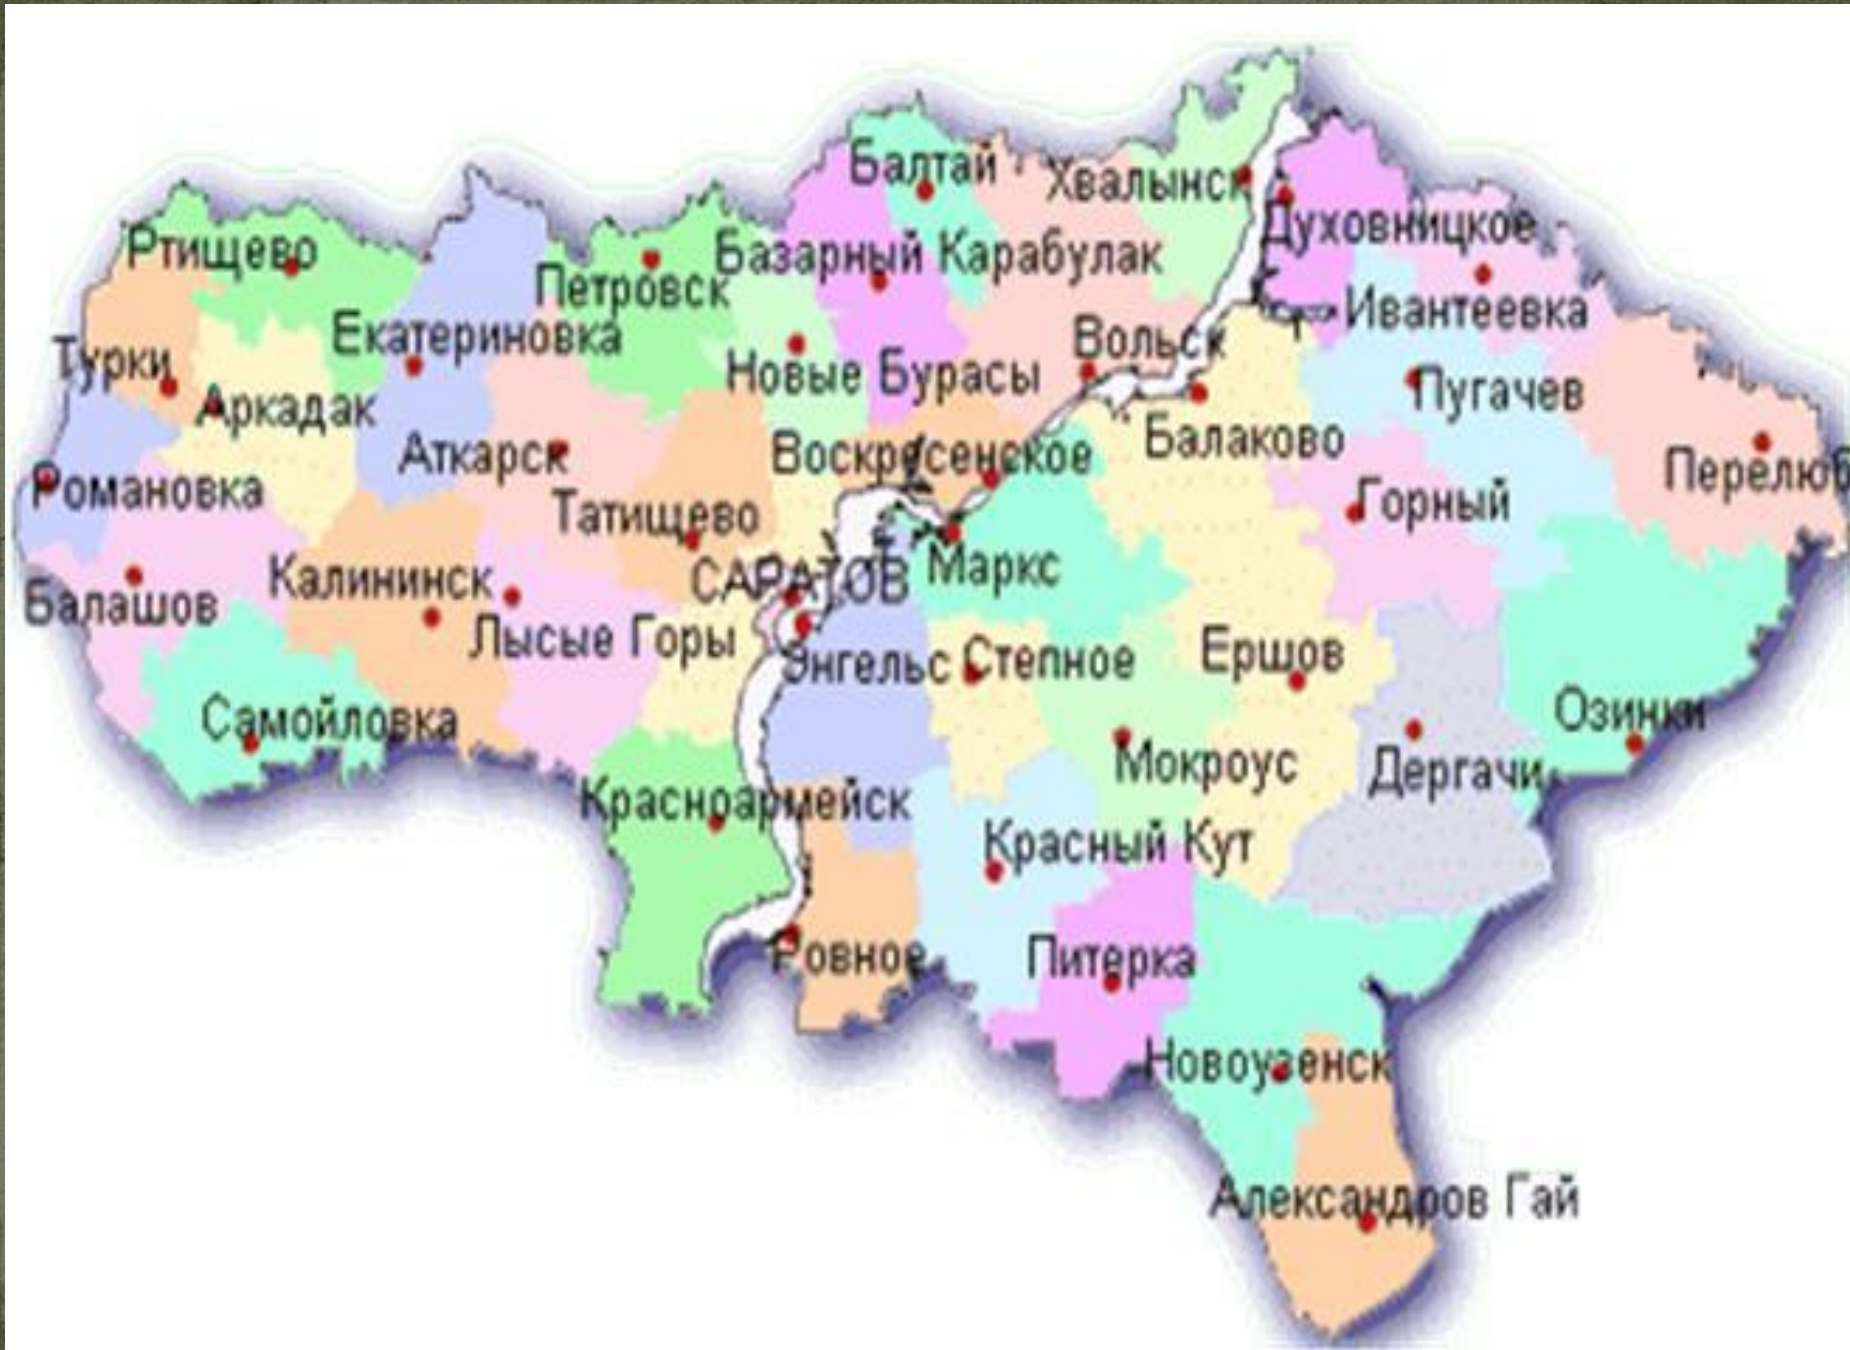 Балтай
Хвалынск
Духовницкое
Ртищево
Базарный Карабулак
Петровск
Ивантеевка
Екатериновка
Вольск
Турки
Новые Бурасы
Пугачев
Аркадак
Балаково
Аткарск
Воскресенское
Перелюб
Романовка
Горный
Татищево
Маркс
Калининск
САРАТОВ
Балашов
Лысые Горы
Энгельс
Степное
Ершов
Самойловка
Озинки
Мокроус
Дергачи
Красноармейск
Красный Кут
Ровное
Питерка
Новоузенск
Александров Гай